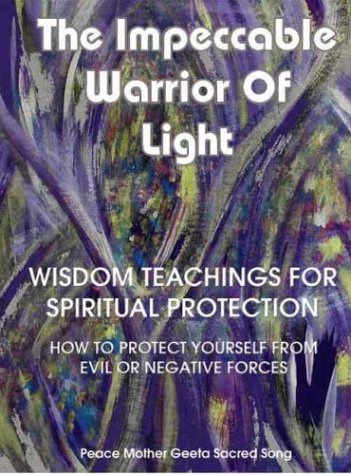 The Impeccable
Warrior Of
Light
WISDOM TEACHINGS FOR
SPIRITUAL PROTECTION
HOW TO PROTECT YOURSELF FROM
EVIL OR NEGATIVE FORCES
Peace Mother Geeta Sacred Song